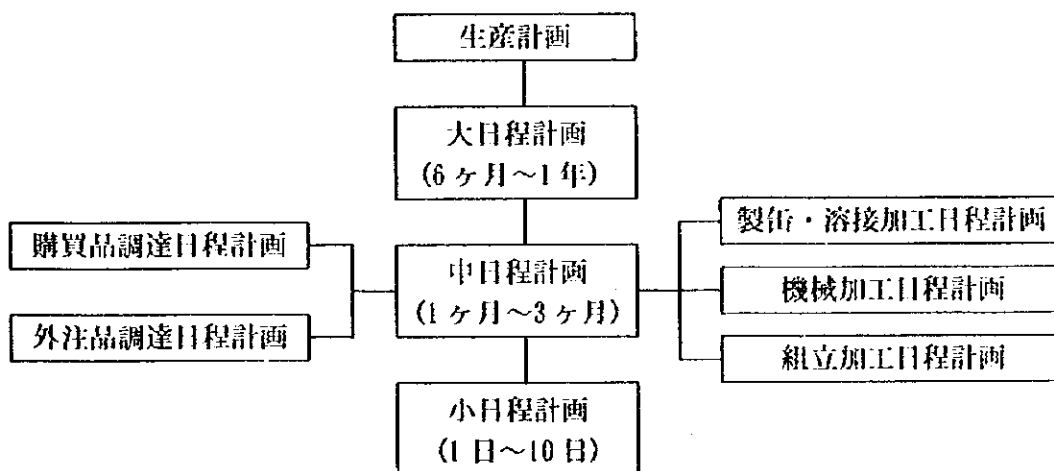 生産計画
大日程計画
(6ヶ月～1年)
購買品調達日程計画
外注品調達日程計画
中日程計画
(1ヶ月～3ヶ月)
製缶・溶接加工日程計画
機械加工日程計画
組立加工日程計画
小日程計画
(1日～10日)